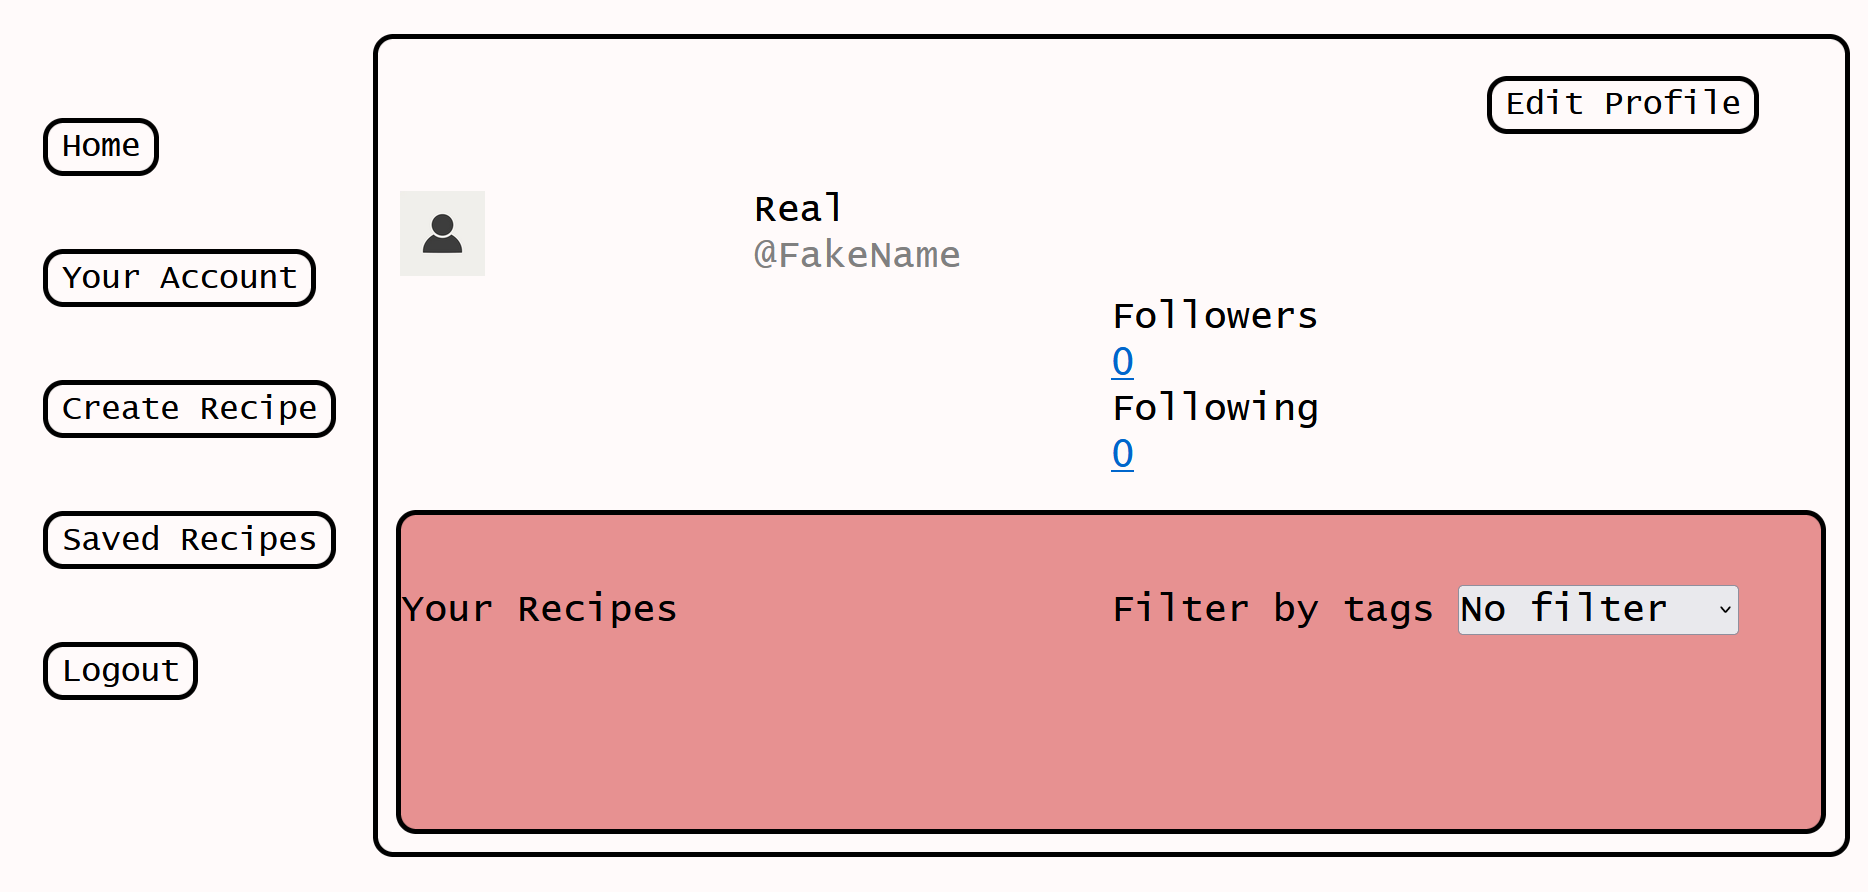 Home
Your Account
Create Recipe
Saved Recipes
Logout
Edit Profile
Real
@FakeName
Followers
0
Following
0
Your Recipes
Filter by tags No filter